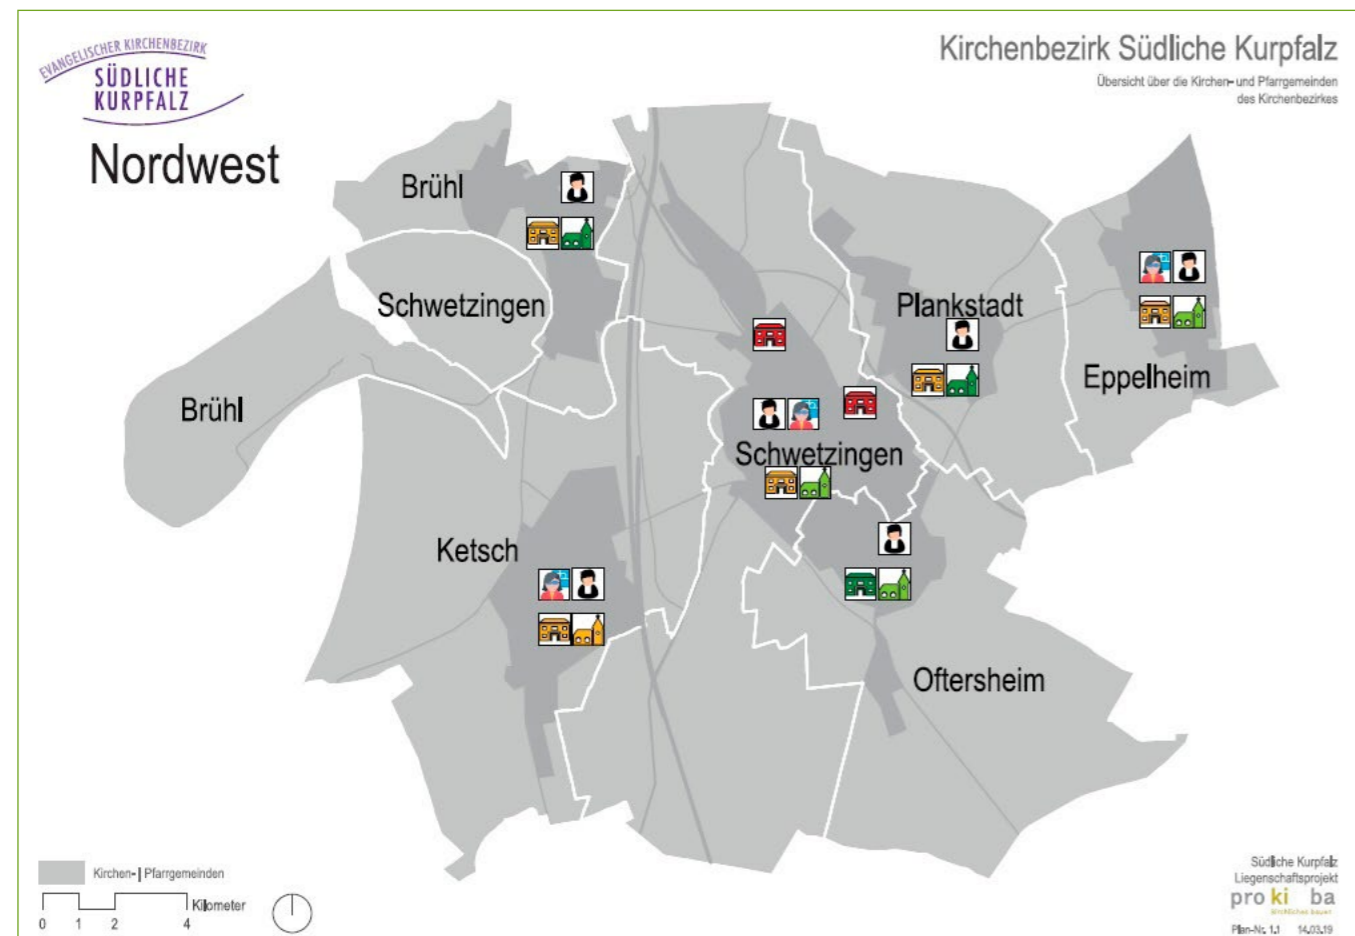 EVANGELISCHER KIRCHENBEZIRK
SÜDLICHE
KURPFALZ
Nordwest
Kirchenbezirk Südliche Kurpfalz
Übersicht über die Kirchen- und Pfarrgemeinden
des Kirchenbezirkes
Brühl
Schwetzingen
Brühl
Plankstadt
Eppelheim
Schwetzingen
Ketsch
Oftersheim
Kirchen- | Pfarrgemeinden
Kilometer
0 1 2 4
Südliche Kurpfalz
Liegenschaftsprojekt
pro ki ba
kirchliches bauen
Plan-Nr. 1.1 14.03.19